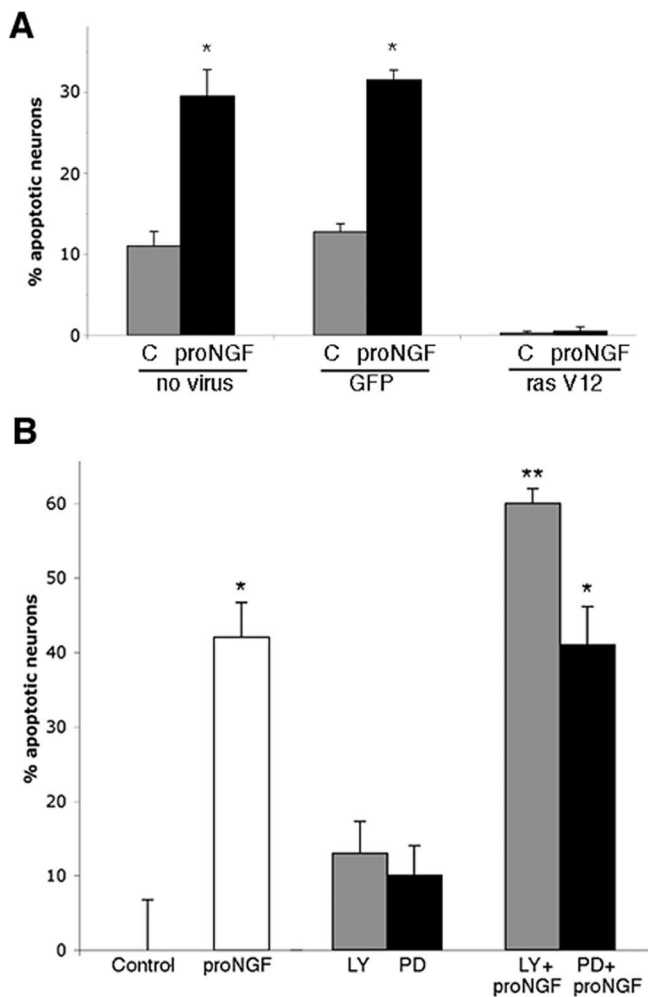 A
% apoptotic neurons
30
20
10
0
*
*
C proNGF C proNGF C proNGF
no virus GFP ras V12
B
% apoptotic neurons
60
50
40
30
20
10
0
*
**
*
Control proNGF LY PD LY+ PD+
proNGF proNGF